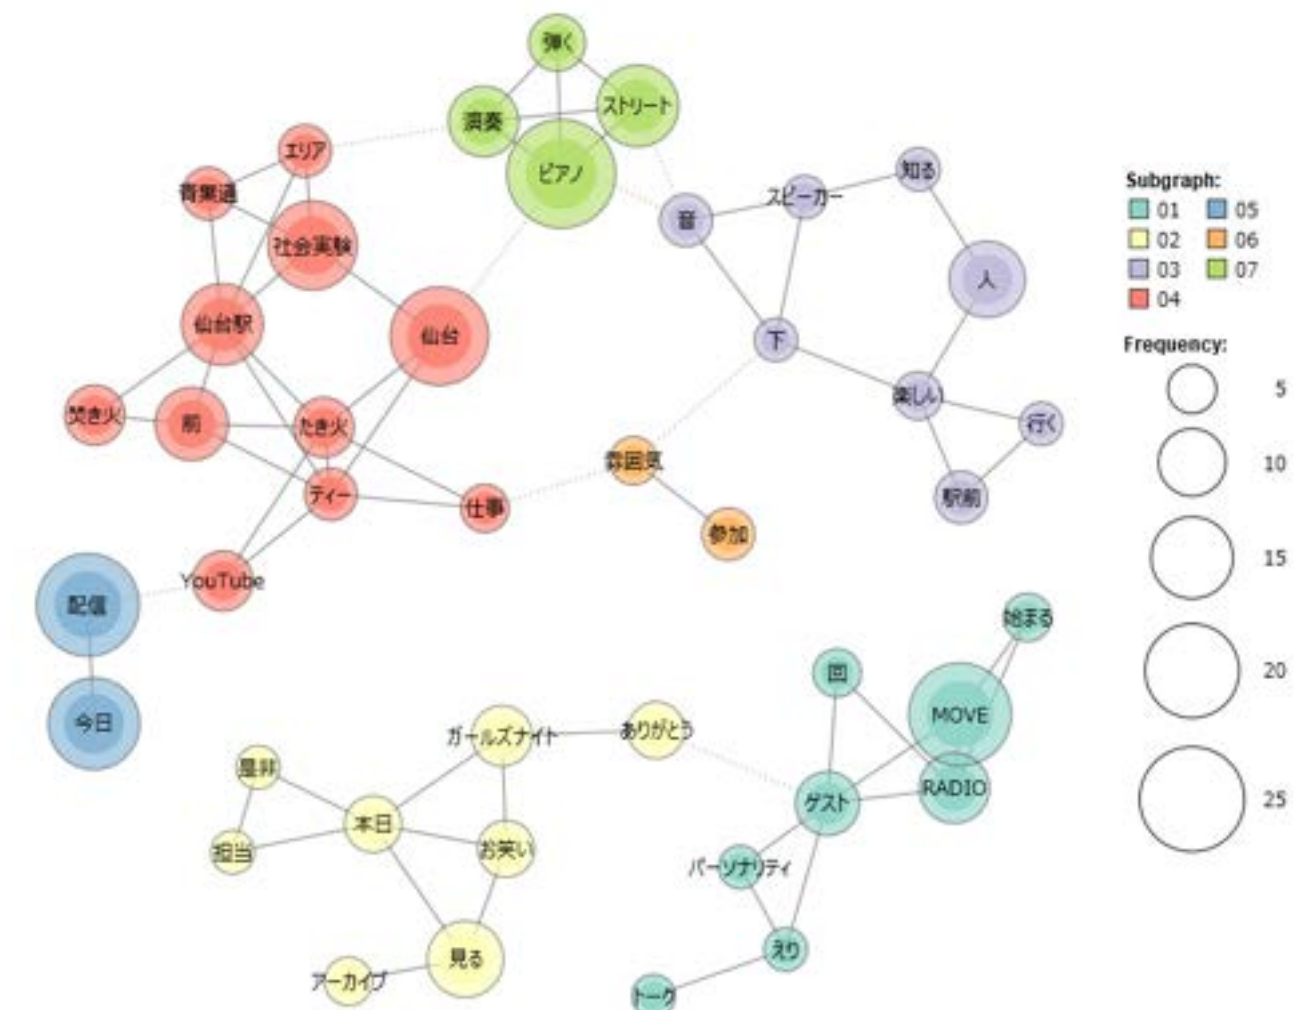 弾く
ストリート
演奏
ピアノ
エリア
青葉通
社会実験
仙台駅
仙台
焚き火
前
たき火
ティー
仕事
YouTube
配信
今日
音
スピーカー
知る
人
下
楽しい
行く
駅前
雰囲気
参加
始まる
回
MOVE
RADIO
ゲスト
パーソナリティ
えり
トーク
ガールズナイト
ありがとう
是非
本日
担当
お笑い
見る
アーカイブ
Subgraph:
01 05
02 06
03 07
04
Frequency:
5
10
15
20
25